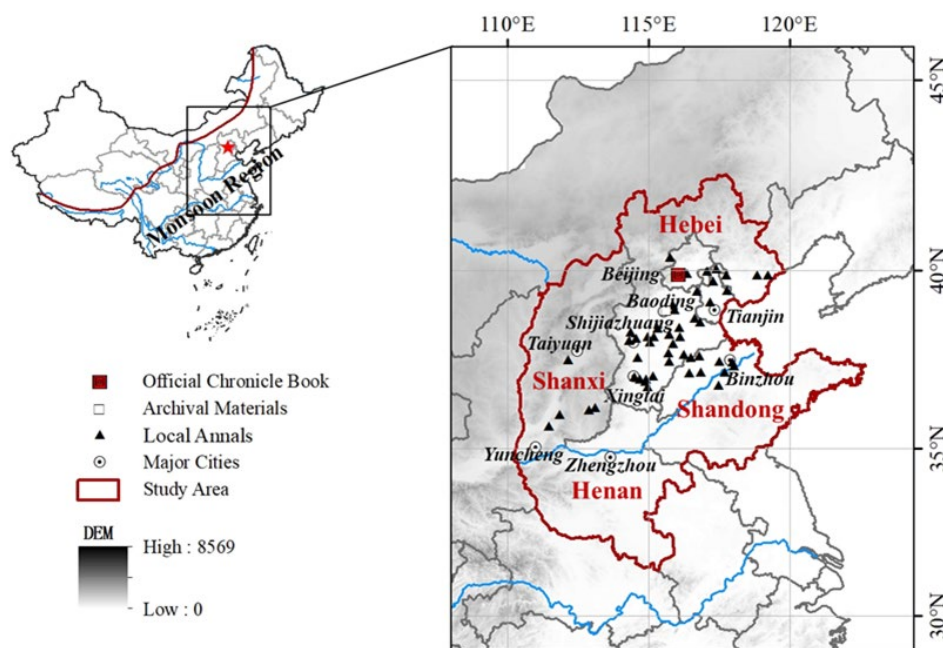 110°E 115°E 120°E
45°N
40°N
35°N
30°N
Monsoon Region
Hebei
Beijing
Baoding
Tianjin
Shijiazhuang
Taiyuan
Shanxi
Xingtai
Binzhou
Shandong
Yuncheng
Zhengzhou
Henan
Official Chronicle Book
Archival Materials
Local Annals
Major Cities
Study Area
DEM
High : 8569
Low : 0